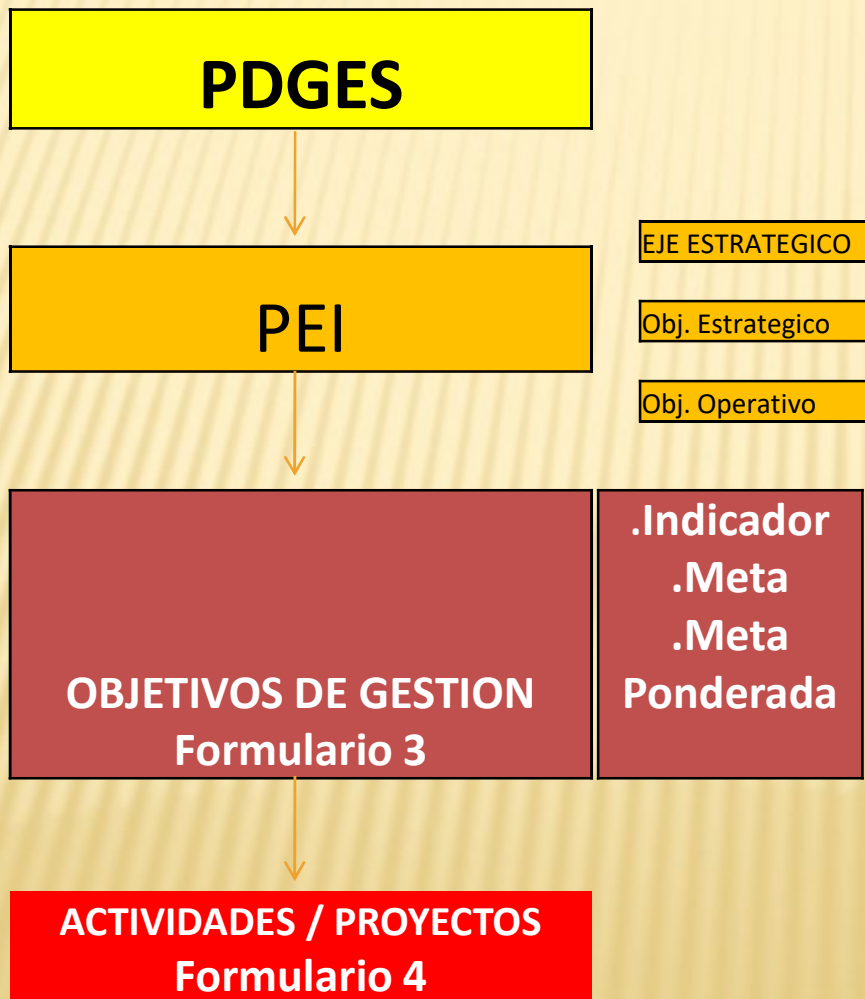 PDGES
PEI
EJE ESTRATEGICO
Obj. Estrategico
Obj. Operativo
OBJETIVOS DE GESTION
Formulario 3
.Indicador
.Meta
.Meta
Ponderada
ACTIVIDADES / PROYECTOS
Formulario 4